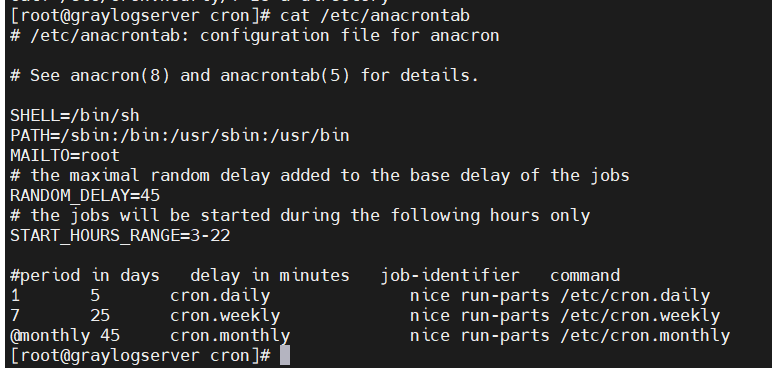 [root@graylogserver cron]# cat /etc/anacrontab
# /etc/anacrontab: configuration file for anacron
# See anacron(8) and anacrontab(5) for details.
SHELL=/bin/sh
PATH=/sbin:/bin:/usr/sbin:/usr/bin
MAILTO=root
# the maximal random delay added to the base delay of the jobs
RANDOM_DELAY=45
# the jobs will be started during the following hours only
START_HOURS_RANGE=3-22
#period in days   delay in minutes   job-identifier   command
1       5       cron.daily              nice run-parts /etc/cron.daily
7       25      cron.weekly             nice run-parts /etc/cron.weekly
@monthly 45     cron.monthly            nice run-parts /etc/cron.monthly
[root@graylogserver cron]#